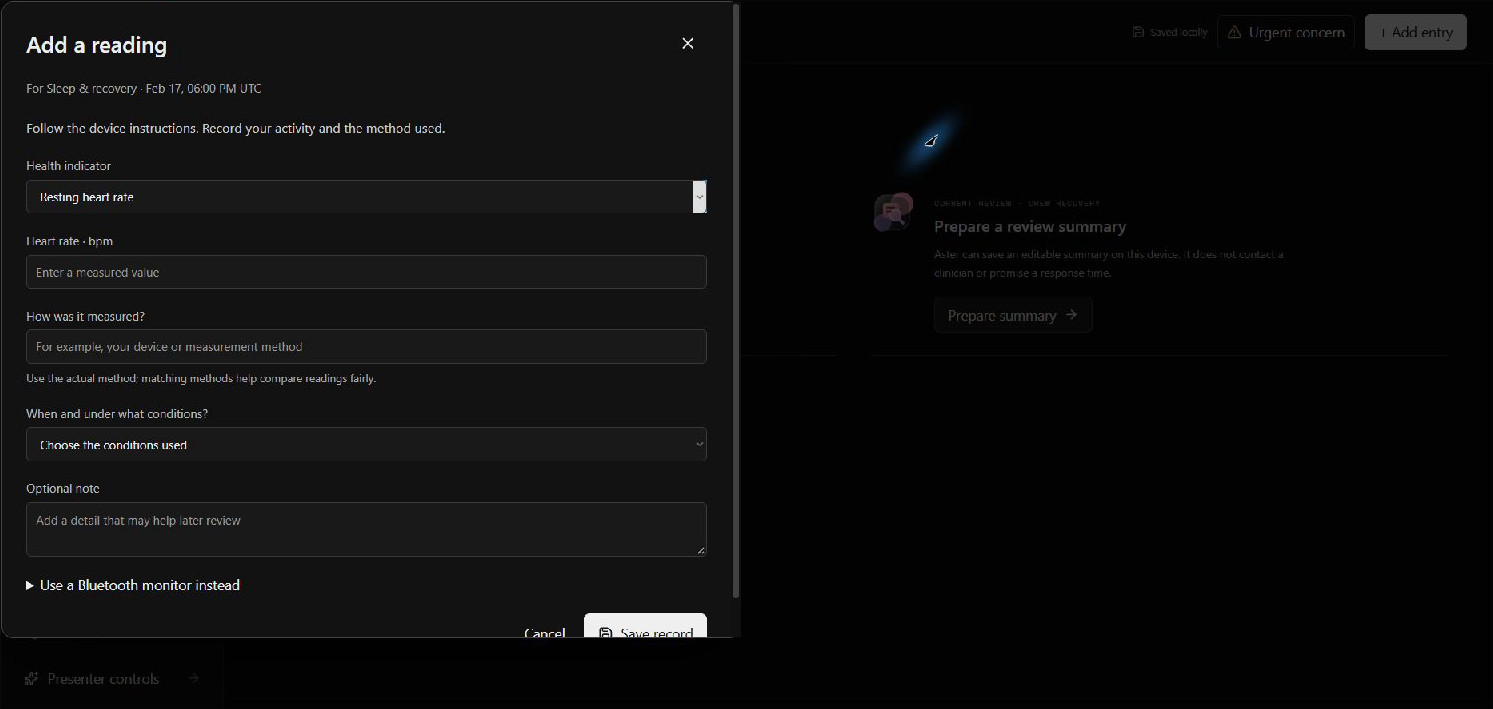 Add a reading
For Sleep & recovery · Feb 17, 06:00 PM UTC
Follow the device instructions. Record your activity and the method used.
Health indicator
Resting heart rate
Heart rate · bpm
Enter a measured value
How was it measured?
For example, your device or measurement method
Use the actual method; matching methods help compare readings fairly.
When and under what conditions?
Choose the conditions used
Optional note
Add a detail that may help later review
Use a Bluetooth monitor instead
Cancel
Save record
Presenter controls
Saved locally
Urgent concern
+ Add entry
CURRENT REVIEW · CREW RECOVERY
Prepare a review summary
Aster can save an editable summary on this device. It does not contact a
clinician or promise a response time.
Prepare summary